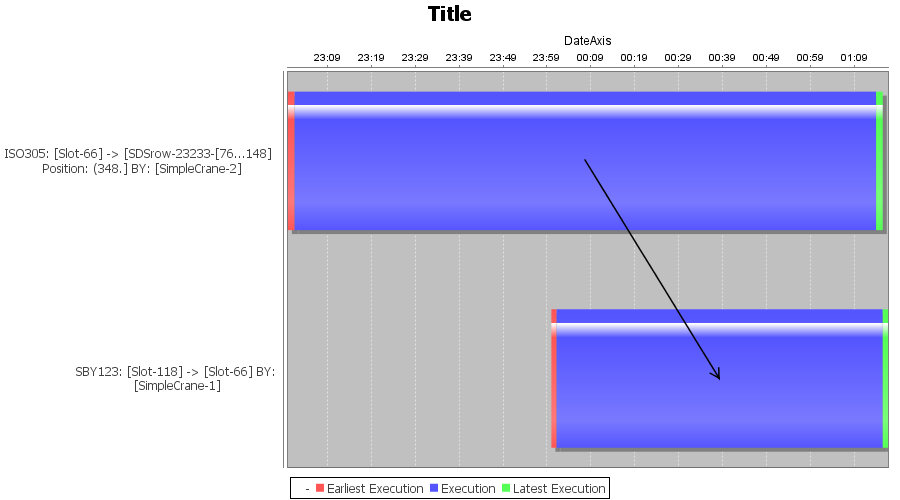 Title
DateAxis
23:09 23:19 23:29 23:39 23:49 23:59 00:09 00:19 00:29 00:39 00:49 00:59 01:09
ISO305: [Slot-66] -> [SDSrow-23233-[76...148]
Position: (348.] BY: [SimpleCrane-2]
SBY123: [Slot-118] -> [Slot-66] BY:
[SimpleCrane-1]
- Earliest Execution Execution Latest Execution